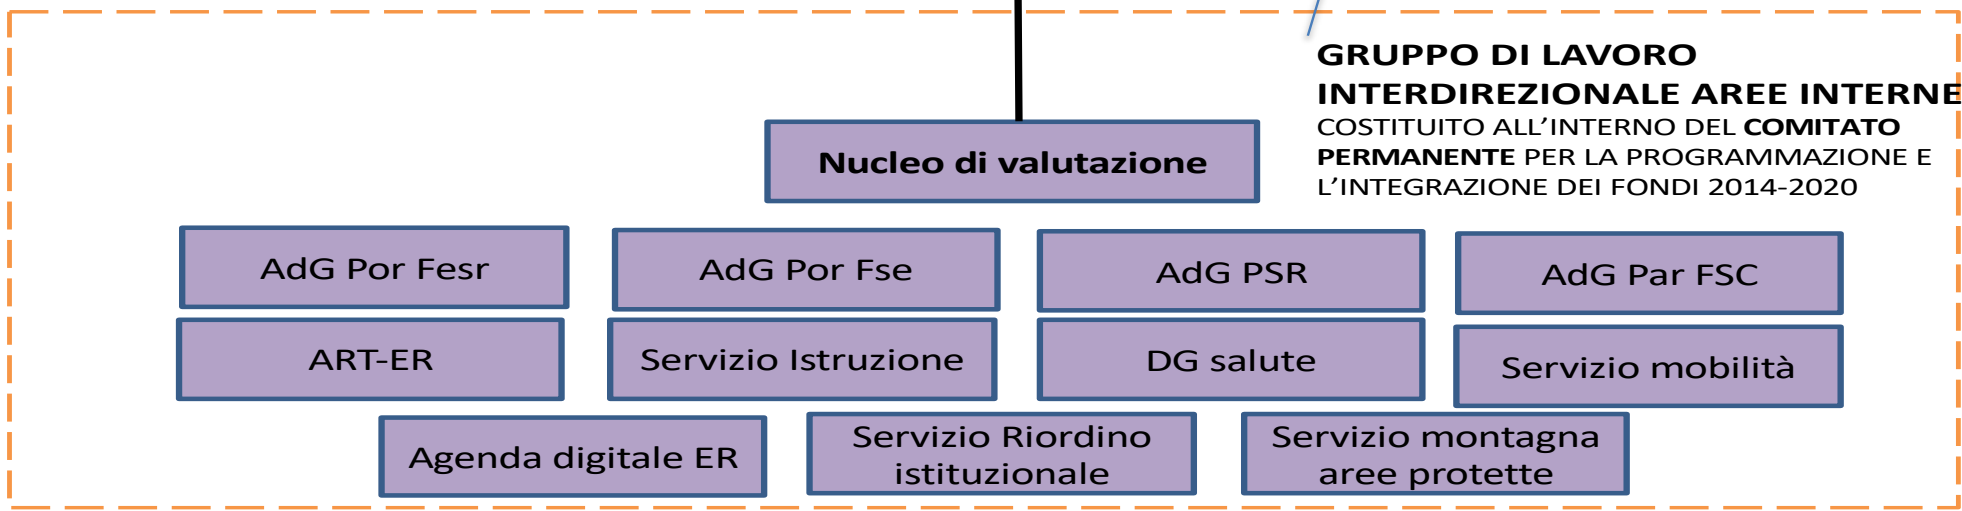 GRUPPO DI LAVORO
INTERDIREZIONALE AREE INTERNE
COSTITUITO ALL’INTERNO DEL COMITATO
PERMANENTE PER LA PROGRAMMAZIONE E
L’INTEGRAZIONE DEI FONDI 2014-2020
Nucleo di valutazione
AdG Por Fesr
AdG Por Fse
AdG PSR
AdG Par FSC
ART-ER
Servizio Istruzione
DG salute
Servizio mobilità
Agenda digitale ER
Servizio Riordino
istituzionale
Servizio montagna
aree protette